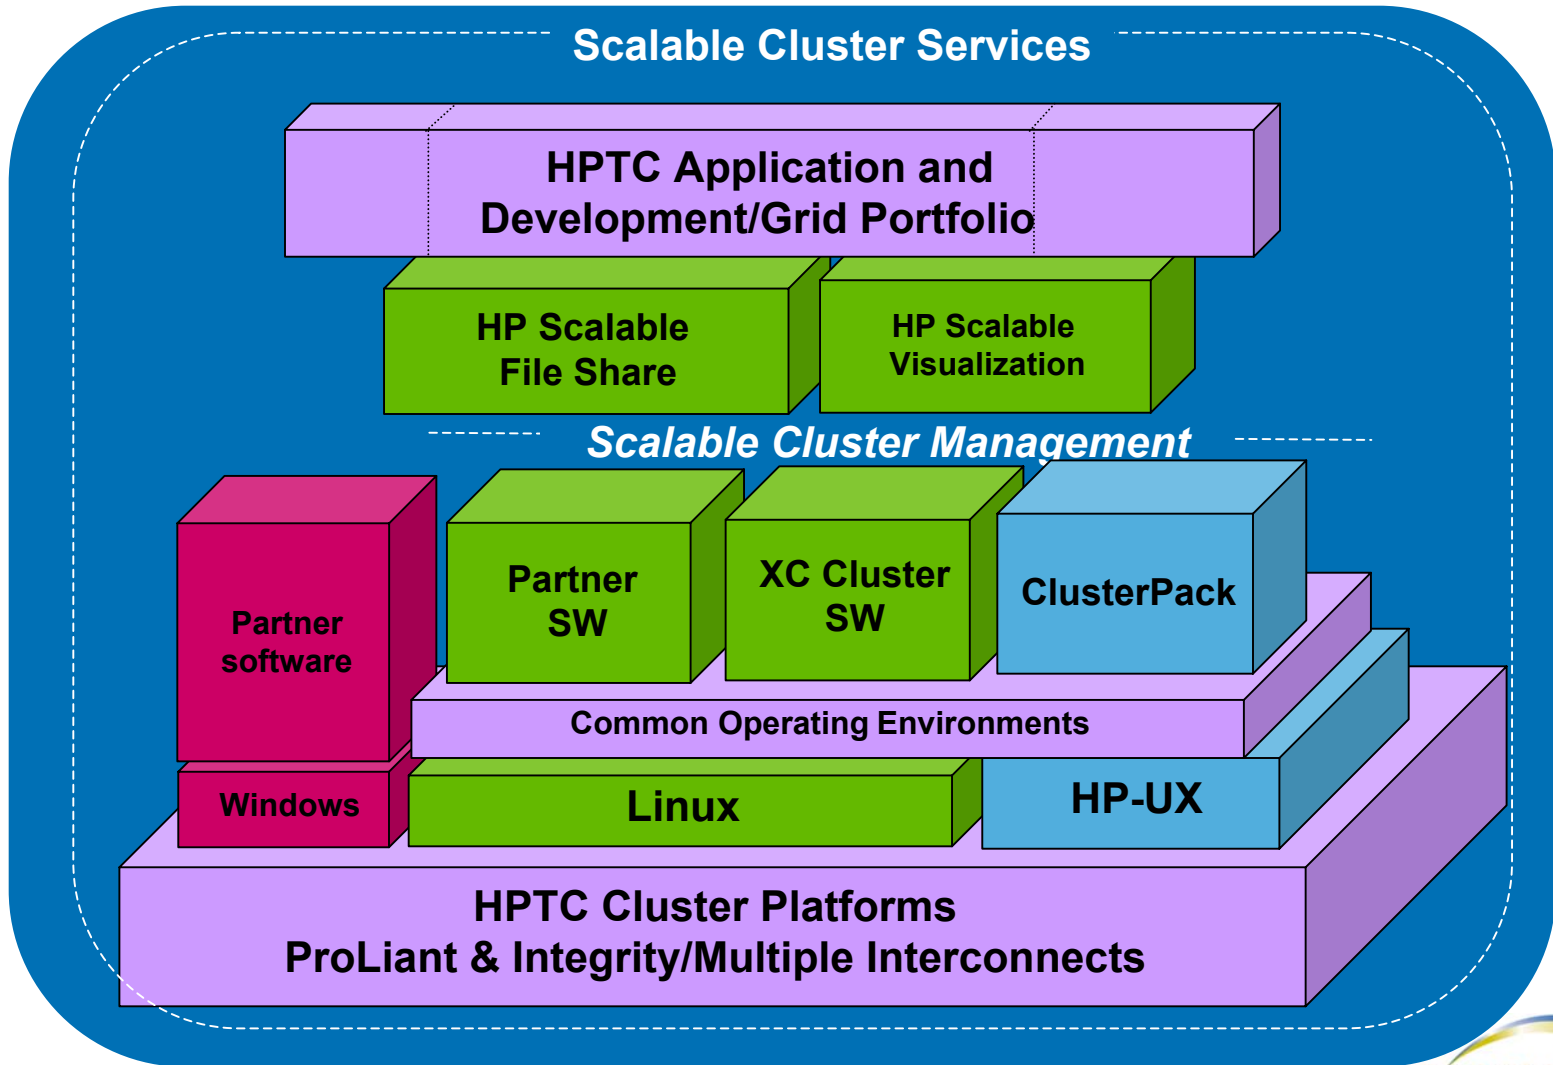 Scalable Cluster Services
HPTC Application and
Development/Grid Portfolio
HP Scalable
File Share
HP Scalable
Visualization
Scalable Cluster Management
Partner
software
Partner
SW
XC Cluster
SW
ClusterPack
Common Operating Environments
Windows
Linux
HP-UX
HPTC Cluster Platforms
ProLiant & Integrity/Multiple Interconnects